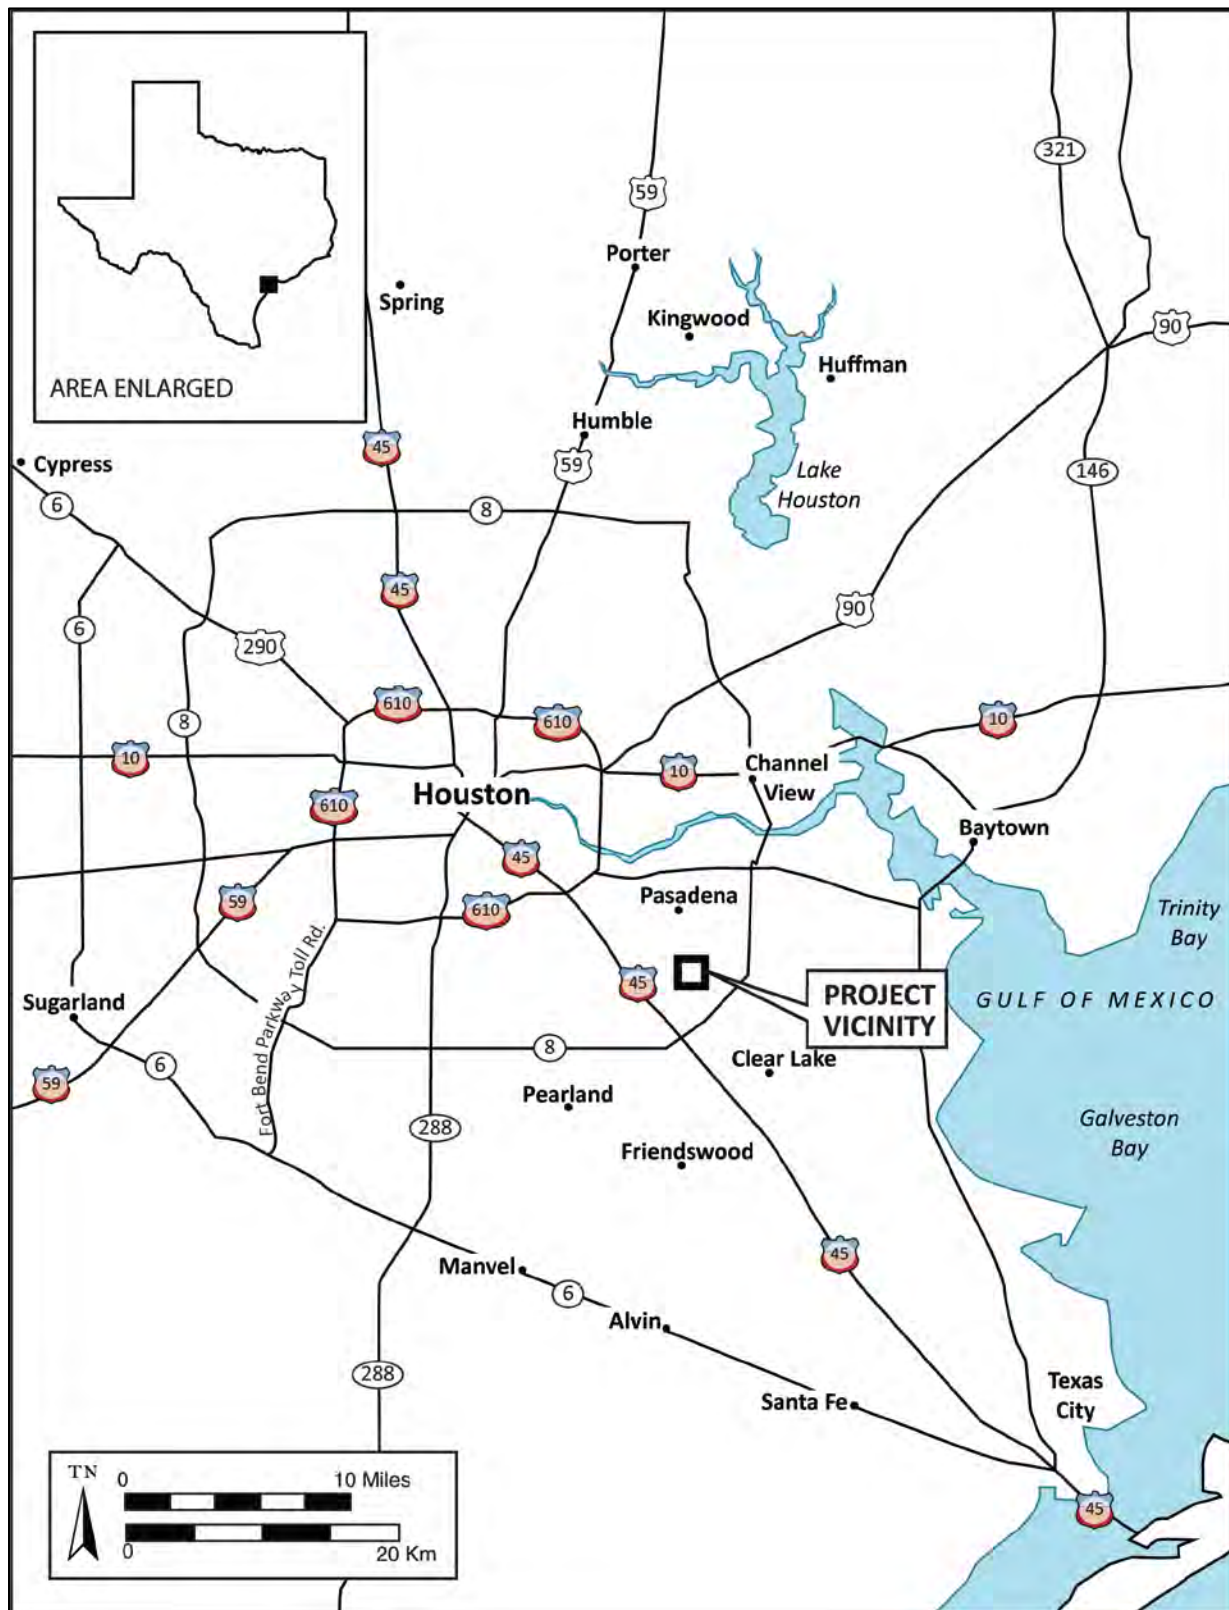 AREA ENLARGED
321
59
Porter
Spring
Kingwood
90
Huffman
Humble
45
59
Cypress
Lake
Houston
146
6
8
45
90
6
290
610
610
8
10
10
10
Channel
View
Houston
610
Baytown
45
Pasadena
59
610
Trinity
Bay
Fort Bend Parkway Toll Rd.
45
PROJECT
VICINITY
GULF OF MEXICO
Sugarland
8
6
Clear Lake
59
Pearland
288
Galveston
Bay
Friendswood
45
Manvel
6
Alvin
288
Texas
City
Santa Fe
45
TN
0
10 Miles
0
20 Km